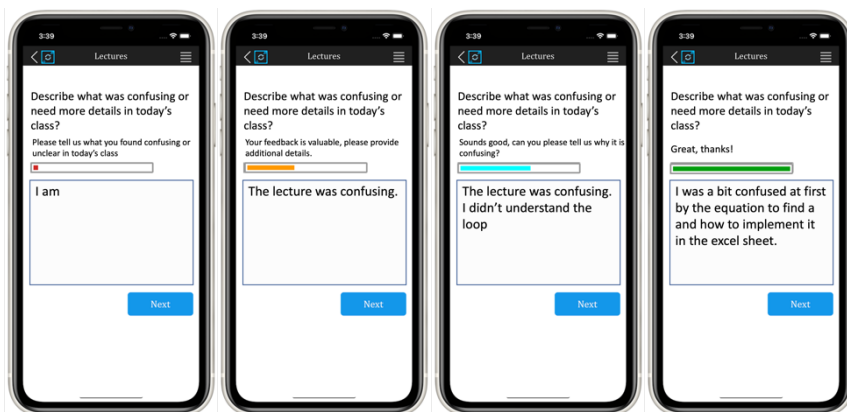 3:39
Lectures
Describe what was confusing or
need more details in today's
class?
Please tell us what you found confusing or
unclear in today's class
I am
Next
3:39
Lectures
Describe what was confusing or
need more details in today's
class?
Your feedback is valuable, please provide
additional details.
The lecture was confusing.
Next
3:39
Lectures
Describe what was confusing or
need more details in today's
class?
Sounds good, can you please tell us why it is
confusing?
The lecture was confusing.
I didn't understand the
loop
Next
3:39
Lectures
Describe what was confusing or
need more details in today's
class?
Great, thanks!
I was a bit confused at first
by the equation to find a
and how to implement it
in the excel sheet.
Next